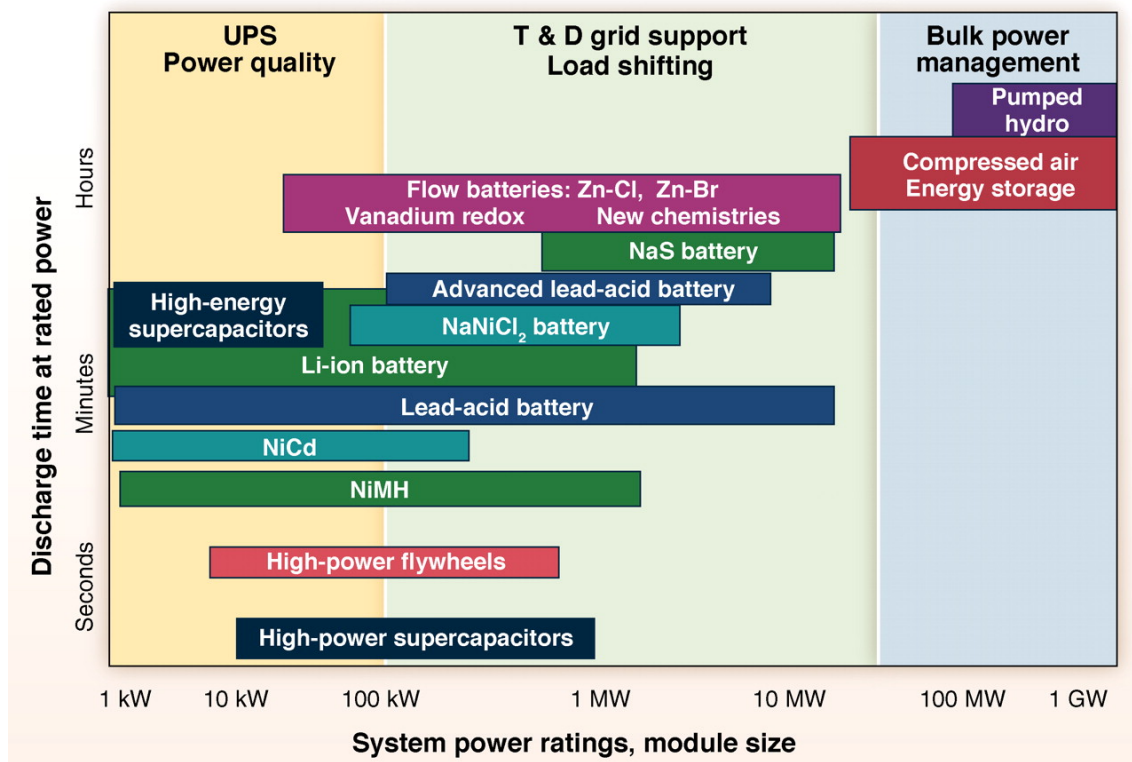 UPS
Power quality
T & D grid support
Load shifting
Bulk power
management
Pumped
hydro
Compressed air
Energy storage
Flow batteries: Zn-Cl, Zn-Br
Vanadium redox New chemistries
NaS battery
Advanced lead-acid battery
High-energy
supercapacitors
NaNiCl₂ battery
Li-ion battery
Lead-acid battery
NiCd
NiMH
High-power flywheels
High-power supercapacitors
Discharge time at rated power
Hours
Minutes
Seconds
1 kW 10 kW 100 kW 1 MW 10 MW 100 MW 1 GW
System power ratings, module size